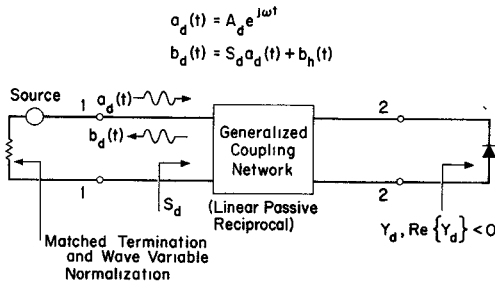 a_d(t) = A_d e^{jωt}
b_d(t) = S_d a_d(t) + b_h(t)
Source
1
a_d(t)
b_d(t)
1
S_d
Generalized
Coupling
Network
(Linear Passive
Reciprocal)
2
2
Y_d, Re{Y_d} < 0
Matched Termination
and Wave Variable
Normalization